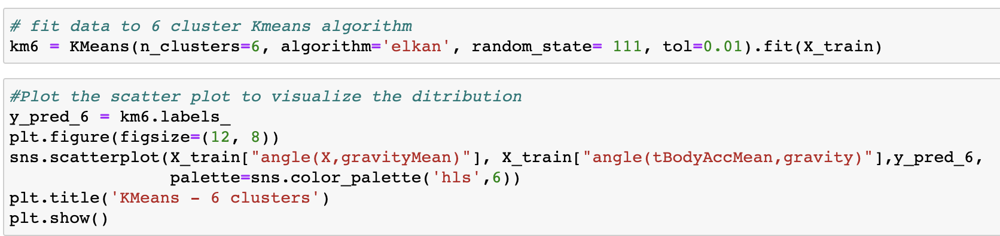 # fit data to 6 cluster Kmeans algorithm
km6 = KMeans(n_clusters=6, algorithm='elkan', random_state= 111, tol=0.01).fit(X_train)
#Plot the scatter plot to visualize the ditribution
y_pred_6 = km6.labels_
plt.figure(figsize=(12, 8))
sns.scatterplot(X_train["angle(X,gravityMean)"], X_train["angle(tBodyAccMean,gravity)"],y_pred_6,
                palette=sns.color_palette('hls',6))
plt.title('KMeans - 6 clusters')
plt.show()